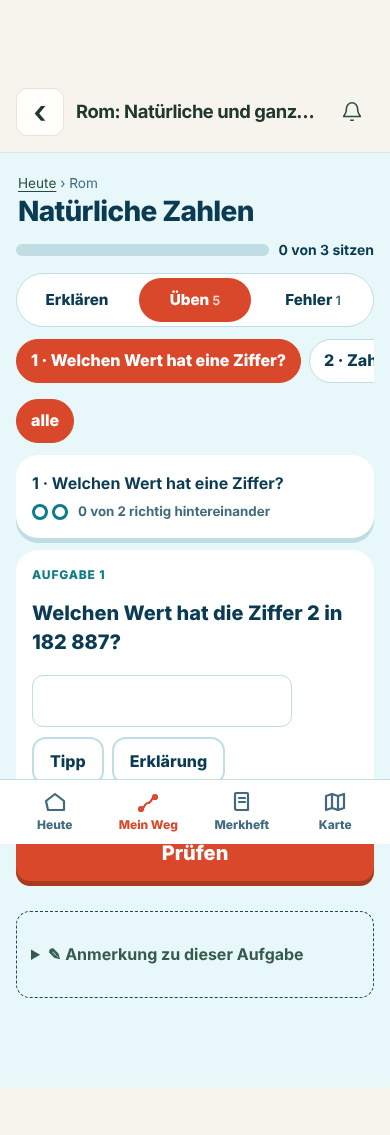 Rom: Natürliche und ganz...
Heute › Rom
Natürliche Zahlen
0 von 3 sitzen
Erklären
Üben 5
Fehler 1
1 · Welchen Wert hat eine Ziffer?
2 · Zah
alle
1 · Welchen Wert hat eine Ziffer?
0 von 2 richtig hintereinander
AUFGABE 1
Welchen Wert hat die Ziffer 2 in
182 887?
Tipp
Erklärung
Heute
Mein Weg
Merkheft
Karte
Prüfen
✎ Anmerkung zu dieser Aufgabe